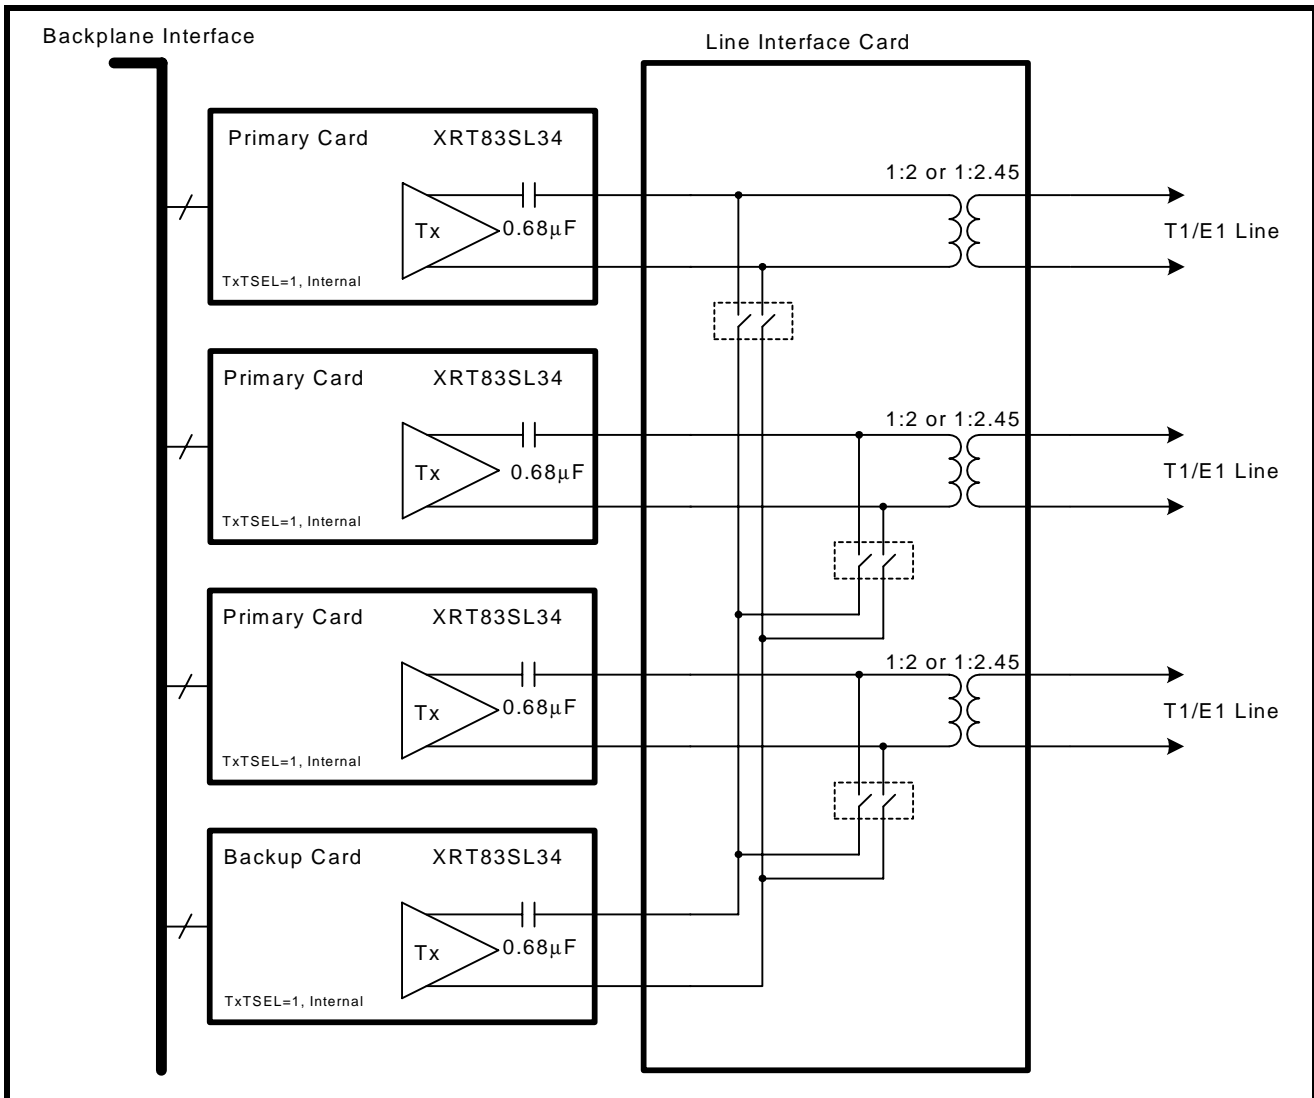 Backplane Interface
Line Interface Card
Primary Card XRT83SL34
1:2 or 1:2.45
Tx
0.68μF
T1/E1 Line
TxTSEL=1, Internal
Primary Card XRT83SL34
1:2 or 1:2.45
Tx
0.68μF
T1/E1 Line
TxTSEL=1, Internal
Primary Card XRT83SL34
1:2 or 1:2.45
Tx
0.68μF
T1/E1 Line
TxTSEL=1, Internal
Backup Card XRT83SL34
Tx
0.68μF
TxTSEL=1, Internal